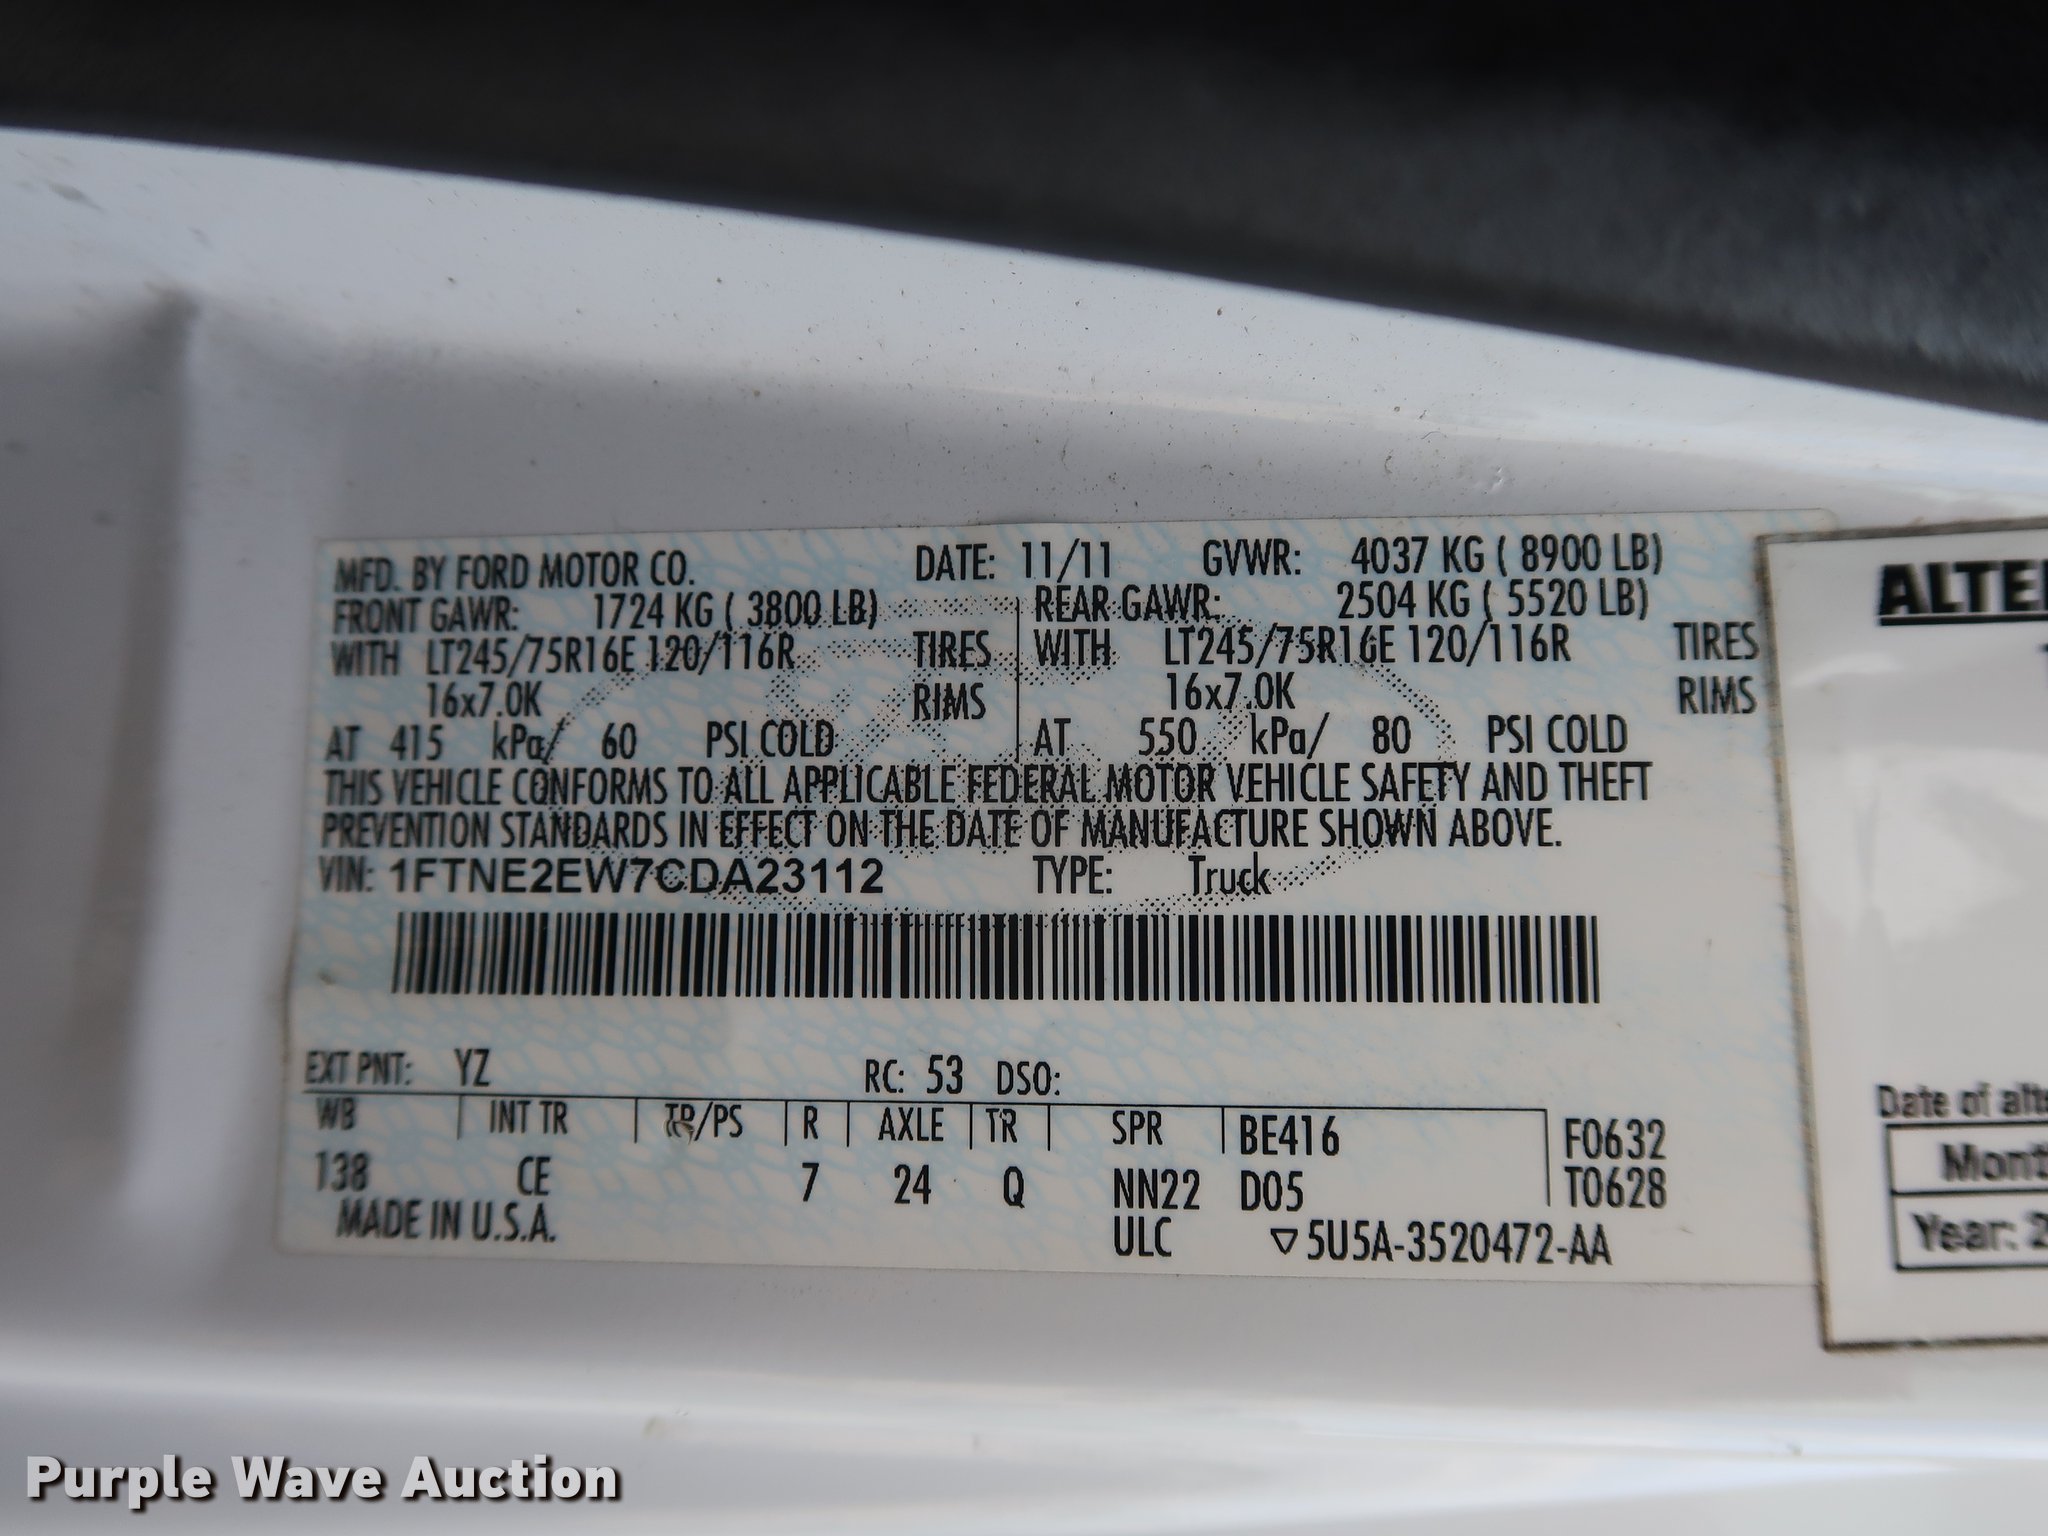 MFD. BY FORD MOTOR CO. DATE: 11/11 GVWR: 4037 KG ( 8900 LB)
FRONT GAWR: 1724 KG ( 3800 LB) REAR GAWR: 2504 KG ( 5520 LB)
WITH LT245/75R16E 120/116R TIRES WITH LT245/75R16E 120/116R TIRES
16x7.0K RIMS 16x7.0K RIMS
AT 415 kPa/ 60 PSI COLD AT 550 kPa/ 80 PSI COLD
THIS VEHICLE CONFORMS TO ALL APPLICABLE FEDERAL MOTOR VEHICLE SAFETY AND THEFT
PREVENTION STANDARDS IN EFFECT ON THE DATE OF MANUFACTURE SHOWN ABOVE.
VIN: 1FTNE2EW7CDA23112 TYPE: Truck
EXT PNT: YZ RC: 53 DSO:
WB INT TR TP/PS R AXLE TR SPR BE416 F0632
138 CE 7 24 Q NN22 D05 T0628
MADE IN U.S.A. ULC ▽5U5A-3520472-AA
ALTE
Date of alte
Mont
Year: 2
Purple Wave Auction